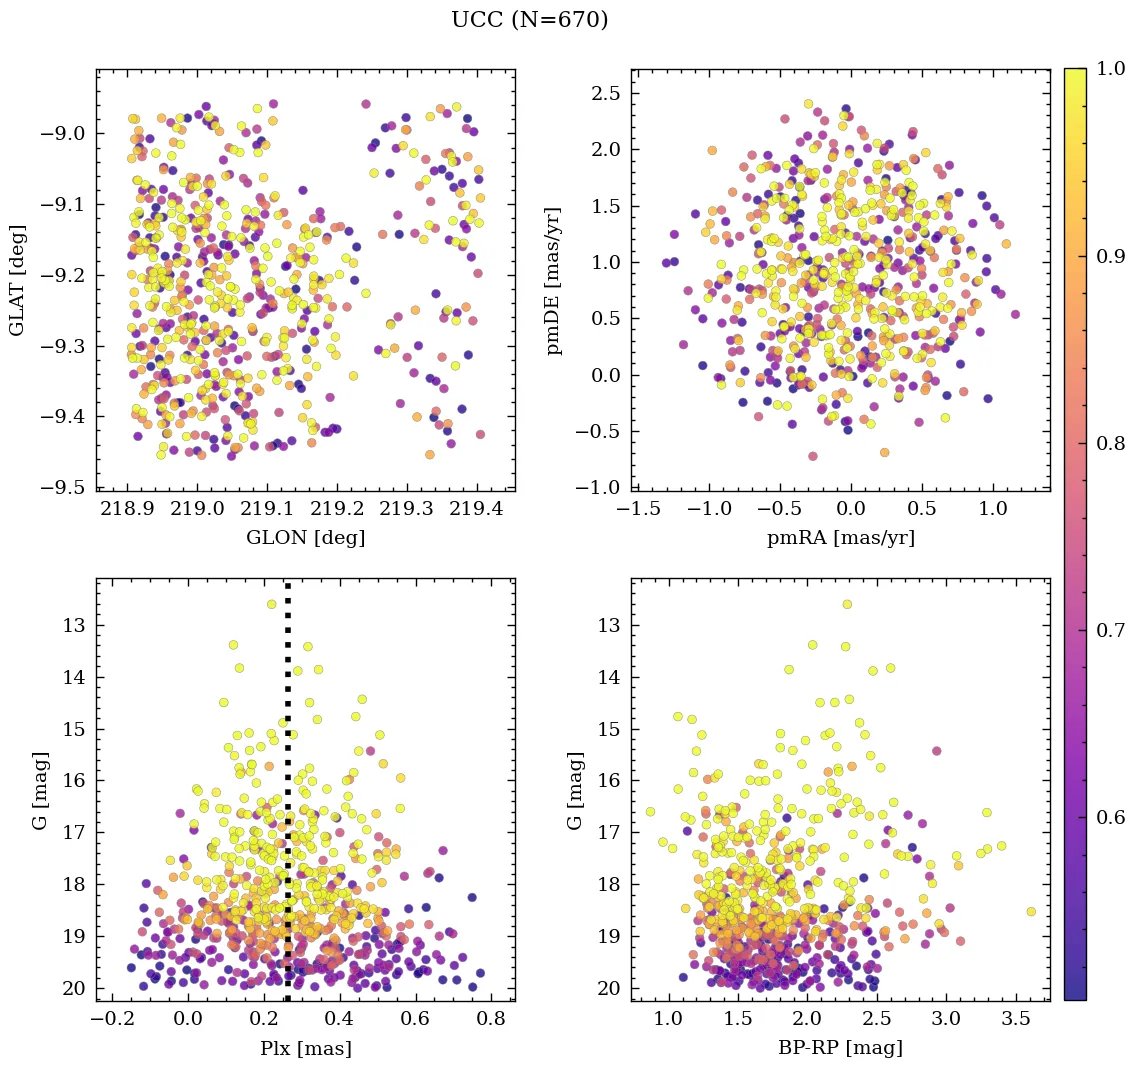 UCC (N=670)
−9.0
−9.1
−9.2
−9.3
−9.4
−9.5
GLAT [deg]
218.9 219.0 219.1 219.2 219.3 219.4
GLON [deg]
2.5
2.0
1.5
1.0
0.5
0.0
−0.5
−1.0
pmDE [mas/yr]
−1.5 −1.0 −0.5 0.0 0.5 1.0
pmRA [mas/yr]
13
14
15
16
17
18
19
20
G [mag]
−0.2 0.0 0.2 0.4 0.6 0.8
Plx [mas]
13
14
15
16
17
18
19
20
G [mag]
1.0 1.5 2.0 2.5 3.0 3.5
BP-RP [mag]
1.0
0.9
0.8
0.7
0.6